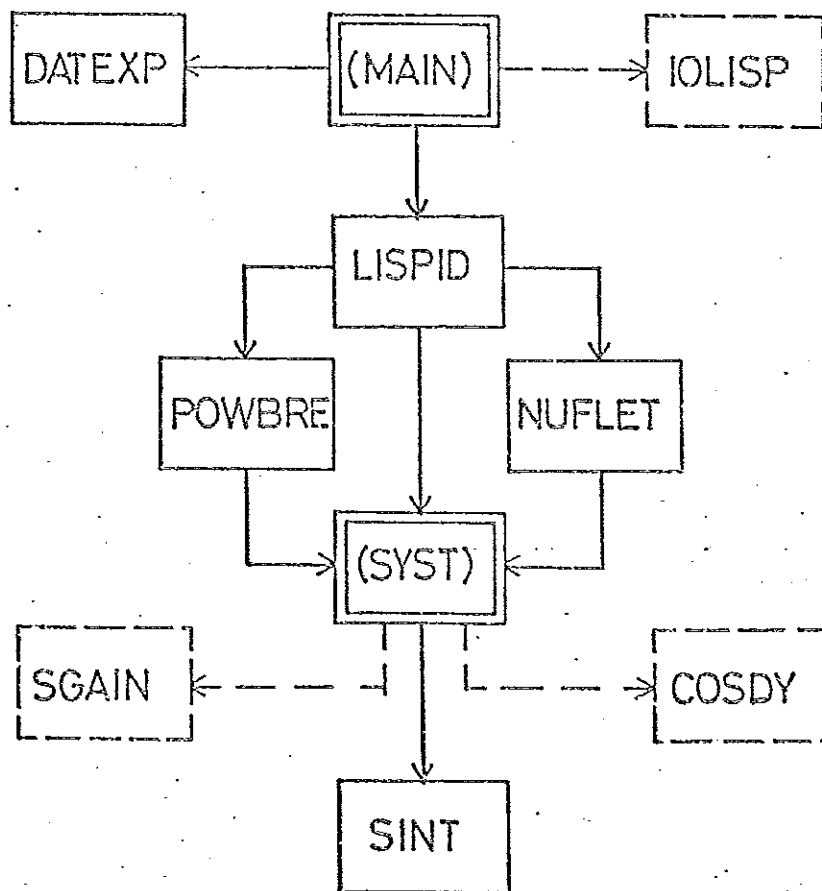 DATEXP
(MAIN)
IOLISP
LISPID
POWBRE
NUFLET
(SYST)
SGAIN
COSDY
SINT